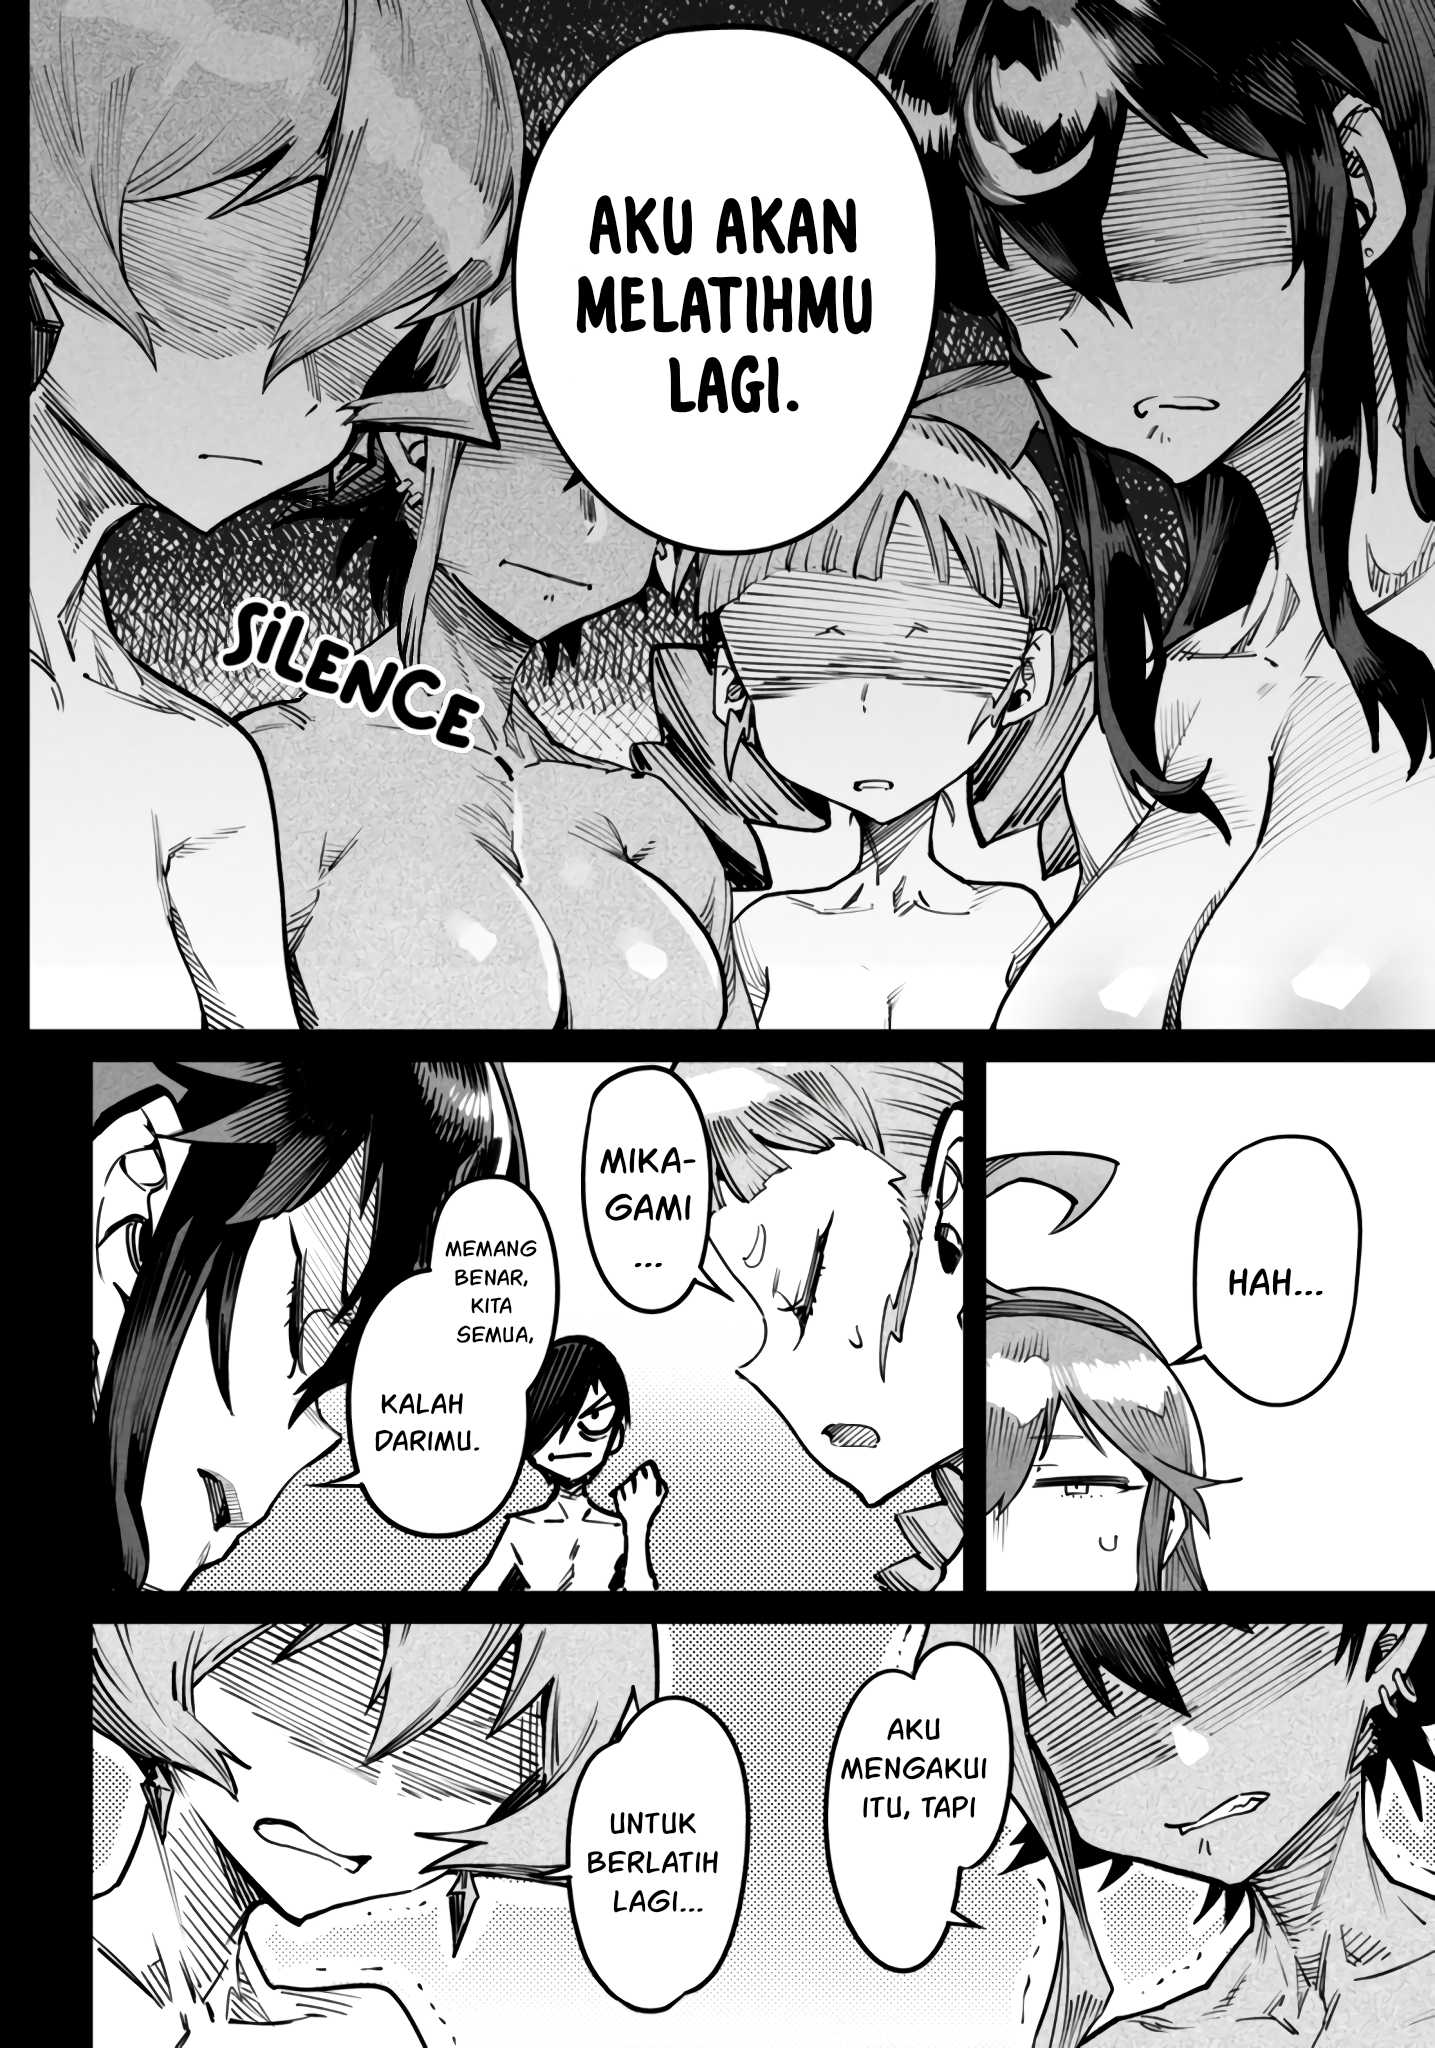 AKU AKAN
MELATIHMU
LAGI.
SILENCE
HAH...
MIKA-
GAMI
...
MEMANG
BENAR,
KITA
SEMUA,
KALAH
DARIMU.
AKU
MENGAKUI
ITU, TAPI
UNTUK
BERLATIH
LAGI...